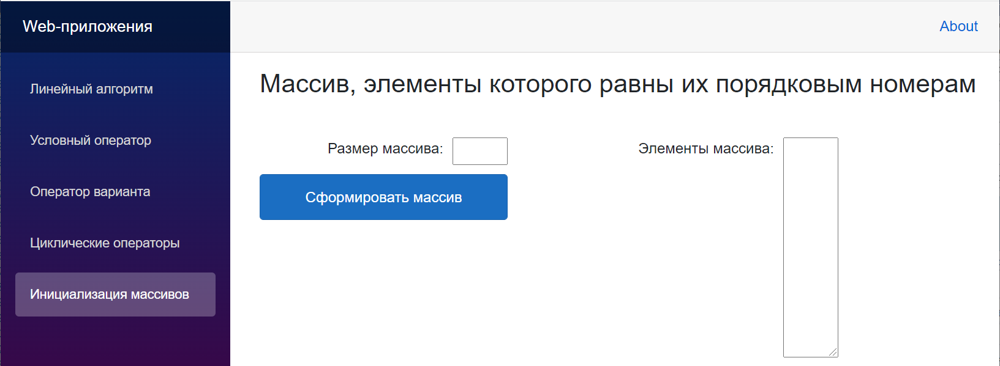 Web-приложения
About
Линейный алгоритм
Условный оператор
Оператор варианта
Циклические операторы
Инициализация массивов
Массив, элементы которого равны их порядковым номерам
Размер массива:
Элементы массива:
Сформировать массив